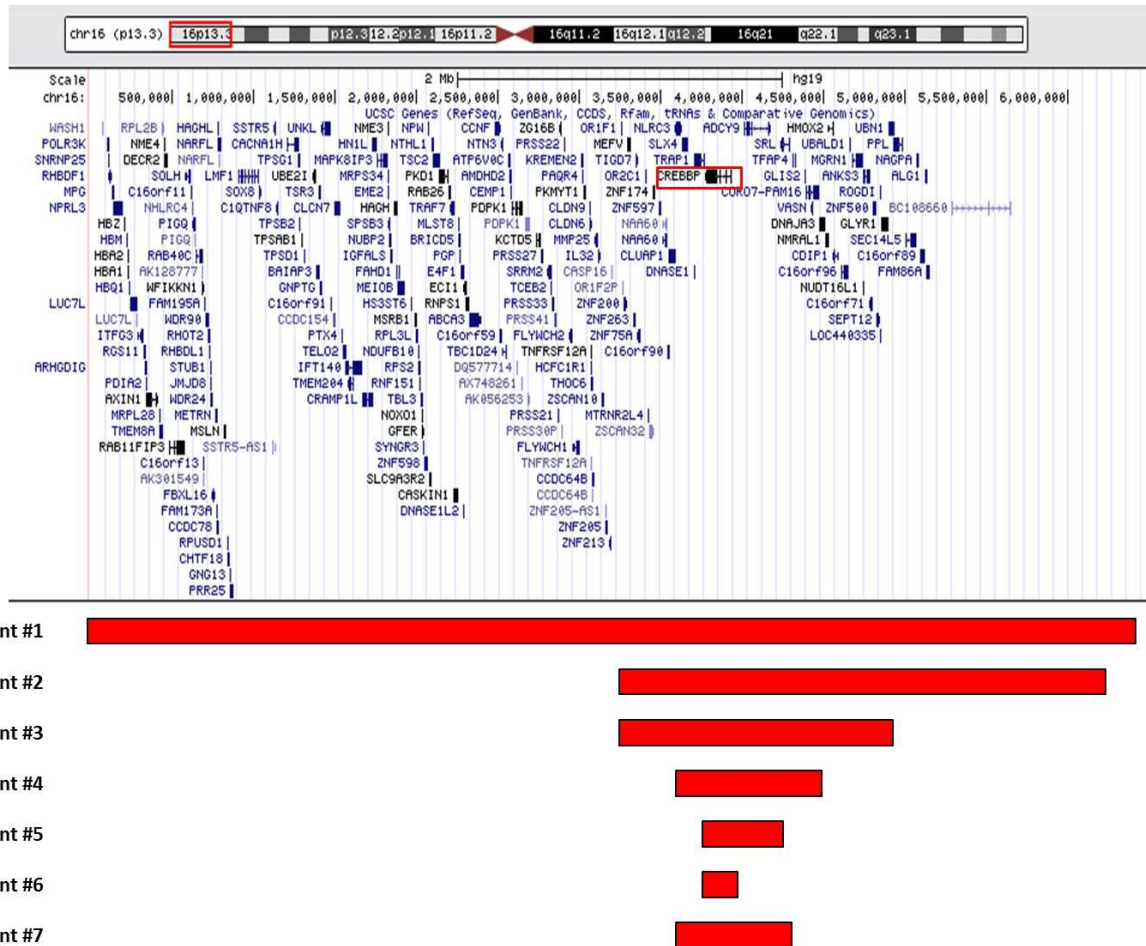 chr16 (p13.3) 16p13.3 p12.3 12.2 p12.1 16p11.2 16q11.2 16q12.1 q12.2 16q21 q22.1 q23.1
Scale 2 Mb hg19
chr16: 500,000| 1,000,000| 1,500,000| 2,000,000| 2,500,000| 3,000,000| 3,500,000| 4,000,000| 4,500,000| 5,000,000| 5,500,000| 6,000,000|
UCSC Genes (RefSeq, GenBank, CCDS, Rfam, tRNAs & Comparative Genomics)
WASH1 RPL2B HAGHL SSTR5 UNKL NME3 NPW CCNF ZG16B OR1F1 NLRC3 ADCY9 HMOX2 UBN1
POLR3K NME4 NARFL CACNA1H HN1L NTHL1 NTN3 PRSS22 MEFV SLX4 SRL UBALD1 PPL
SNRNP25 DECR2 NARFL TPSG1 MAPK8IP3 TSC2 ATP6V0C KREMEN2 TIGD7 TRAP1 TFAP4 MGRN1 NAGPA
RHBDF1 SOLH LMF1 UBE2I MRPS34 PKD1 AMDHD2 PAQR4 OR2C1 CREBBP GLIS2 ANKS3 ALG1
MPG C16orf11 SOX8 TSR3 EME2 RAB26 CEMP1 PKMYT1 ZNF174 CORO7-PAM16 ROGDI
NPRL3 NHLRC4 C1QTNF8 CLCN7 HAGH TRAF7 PDPK1 CLDN9 ZNF597 VASN ZNF500 BC108660
HBZ PIGQ TPSB2 SPSB3 MLST8 PDPK1 CLDN6 NAA60 DNAJA3 GLYR1
HBM PIGQ TPSAB1 NUBP2 BRICD5 KCTD5 MMP25 NAA60 NMRAL1 SEC14L5
HBA2 RAB40C TPSD1 IGFALS PGP PRSS27 IL32 CLUAP1 CDIP1 C16orf89
HBA1 AK128777 BAIAP3 FAHD1 E4F1 SRRM2 CASP16 DNASE1 C16orf96 FAM86A
HBQ1 WFIKKN1 GNPTG MEIOB ECI1 TCEB2 OR1F2P NUDT16L1
LUC7L FAM195A C16orf91 HS3ST6 RNPS1 PRSS33 ZNF200 C16orf71
LUC7L WDR90 CCDC154 MSRB1 ABCA3 PRSS41 ZNF263 SEPT12
ITFG3 RHOT2 PTX4 RPL3L C16orf59 FLYWCH2 ZNF75A LOC440335
RGS11 RHBDL1 TELO2 NDUFB10 TBC1D24 TNFRSF12A C16orf90
ARHGDIG STUB1 IFT140 RPS2 DQ577714 HCFC1R1
PDIA2 JMJD8 TMEM204 RNF151 AX748261 THOC6
AXIN1 WDR24 CRAMP1L TBL3 AK056253 ZSCAN10
MRPL28 METRN NOXO1 PRSS21 MTRNR2L4
TMEM8A MSLN GFER PRSS30P ZSCAN32
RAB11FIP3 SSTR5-AS1 SYNGR3 FLYWCH1
C16orf13 ZNF598 TNFRSF12A
AK301549 SLC9A3R2 CCDC64B
FBXL16 CASKIN1 CCDC64B
FAM173A DNASE1L2 ZNF205-AS1
CCDC78 ZNF205
RPUSD1 ZNF213
CHTF18
GNG13
PRR25
nt #1
nt #2
nt #3
nt #4
nt #5
nt #6
nt #7